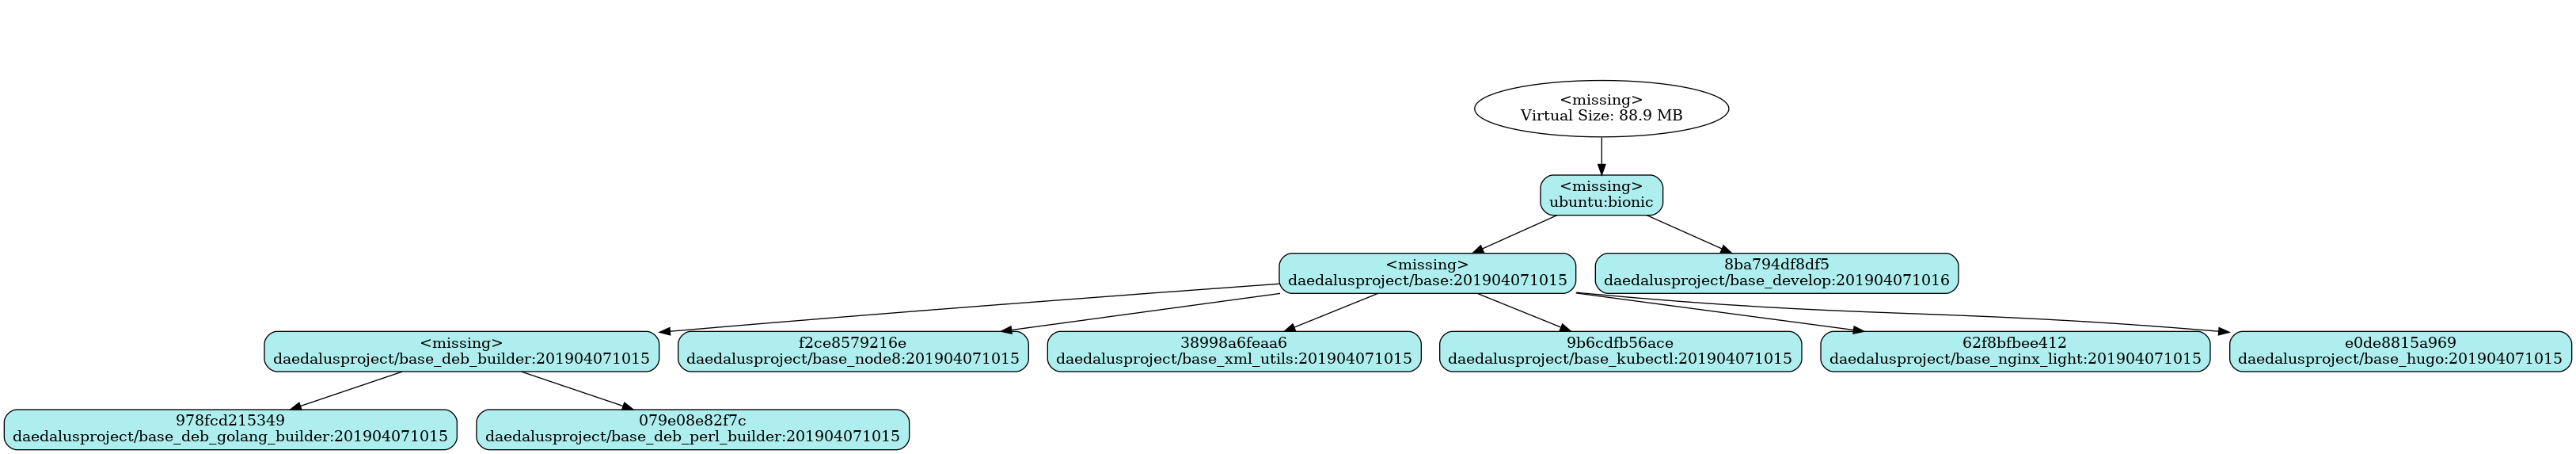 <missing>
Virtual Size: 88.9 MB
<missing>
ubuntu:bionic
<missing>
daedalusproject/base:201904071015
8ba794df8df5
daedalusproject/base_develop:201904071016
<missing>
daedalusproject/base_deb_builder:201904071015
f2ce8579216e
daedalusproject/base_node8:201904071015
38998a6feaa6
daedalusproject/base_xml_utils:201904071015
9b6cdfb56ace
daedalusproject/base_kubectl:201904071015
62f8bfbee412
daedalusproject/base_nginx_light:201904071015
e0de8815a969
daedalusproject/base_hugo:201904071015
978fcd215349
daedalusproject/base_deb_golang_builder:201904071015
079e08e82f7c
daedalusproject/base_deb_perl_builder:201904071015